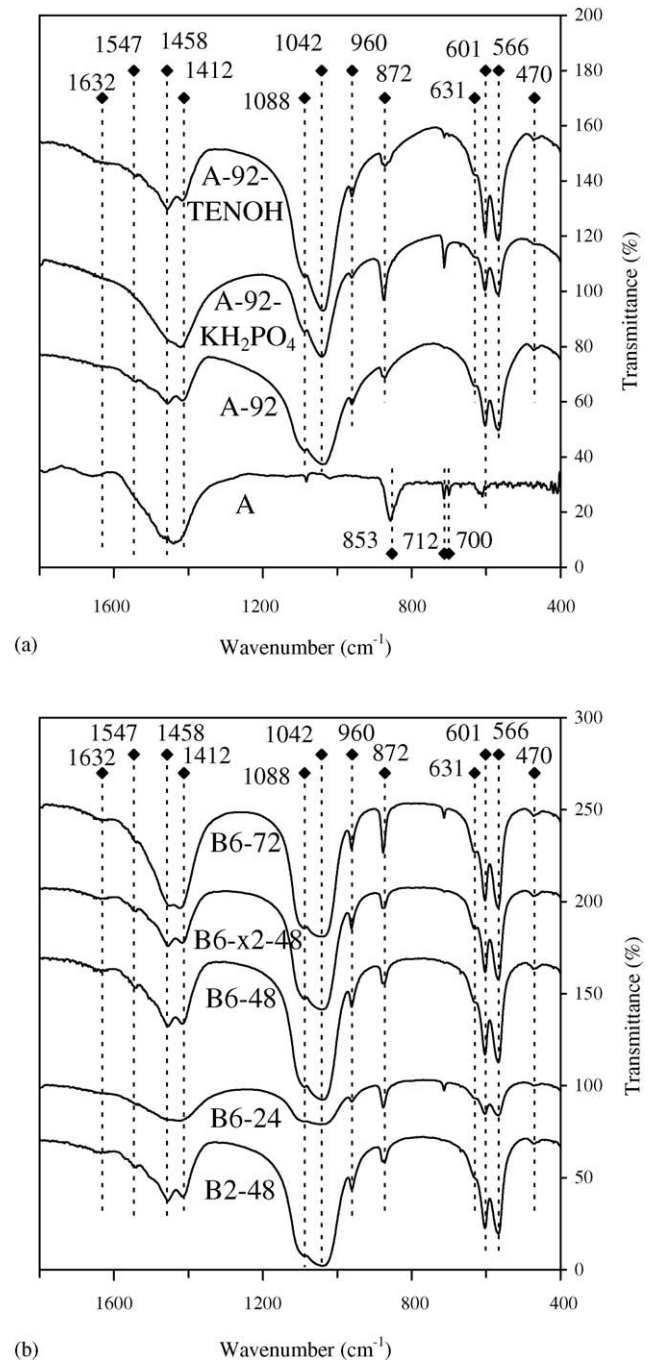 1547 1458 1042 960 601 566
1632 1412 1088 872 631 470
A-92-
TENOH
A-92-
KH₂PO₄
A-92
A
853 712 700
200
180
160
140
120
100
80
60
40
20
0
Transmittance (%)
1600 1200 800 400
(a) Wavenumber (cm⁻¹)
1547 1458 1042 960 601 566
1632 1412 1088 872 631 470
B6-72
B6-x2-48
B6-48
B6-24
B2-48
300
250
200
150
100
50
0
Transmittance (%)
1600 1200 800 400
(b) Wavenumber (cm⁻¹)